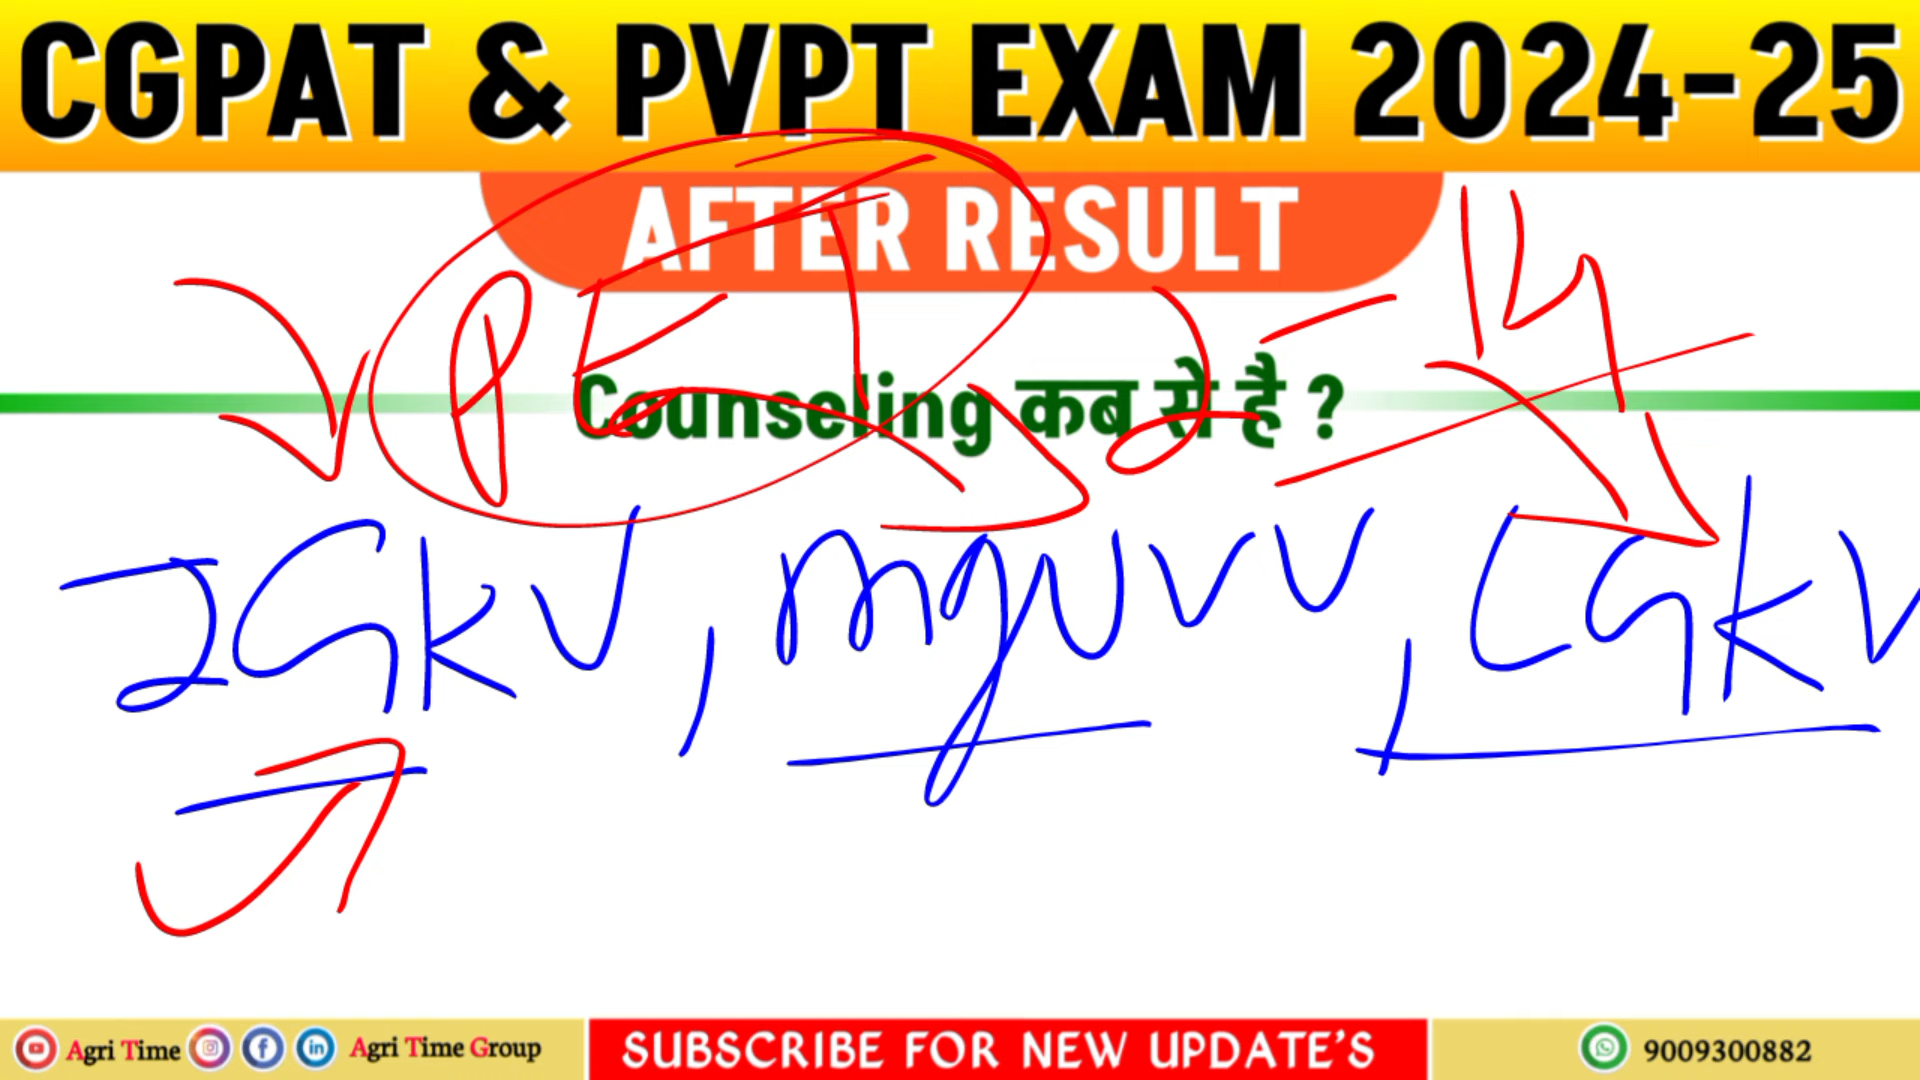 CGPAT & PVPT EXAM 2024-25
AFTER RESULT
PET
Counseling कब से है ?
IGKV, mgUVV, CGKV
Agri Time Agri Time Group
SUBSCRIBE FOR NEW UPDATE'S
9009300882